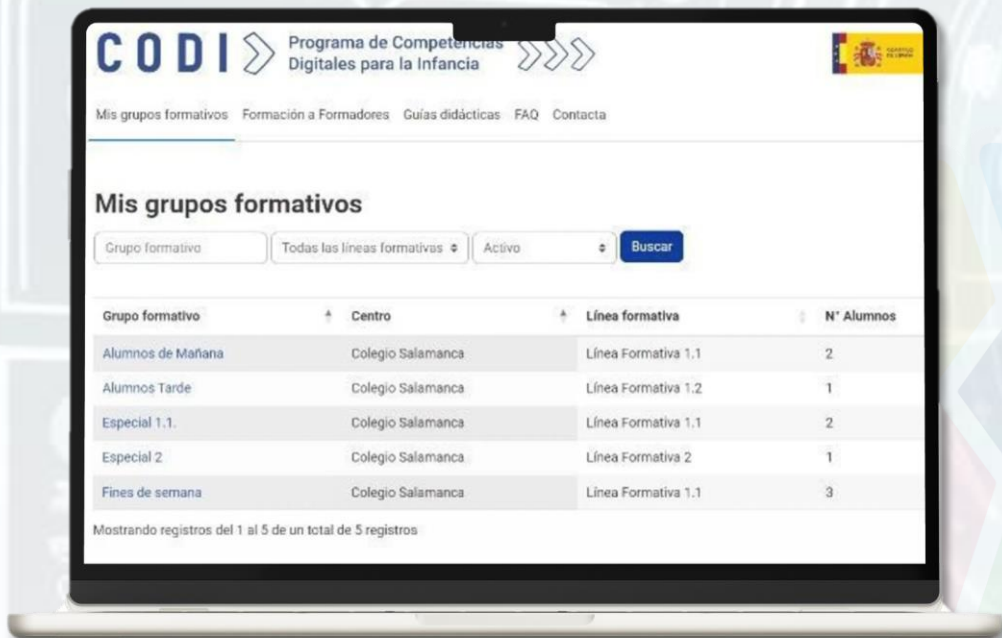 CODI
Programa de Competencias
Digitales para la Infancia
GOBIERNO
DE ESPAÑA
Mis grupos formativos Formación a Formadores Guías didácticas FAQ Contacta
Mis grupos formativos
Grupo formativo Todas las líneas formativas Activo Buscar
Grupo formativo Centro Línea formativa N° Alumnos
Alumnos de Mañana Colegio Salamanca Línea Formativa 1.1 2
Alumnos Tarde Colegio Salamanca Línea Formativa 1.2 1
Especial 1.1. Colegio Salamanca Línea Formativa 1.1 2
Especial 2 Colegio Salamanca Línea Formativa 2 1
Fines de semana Colegio Salamanca Línea Formativa 1.1 3
Mostrando registros del 1 al 5 de un total de 5 registros